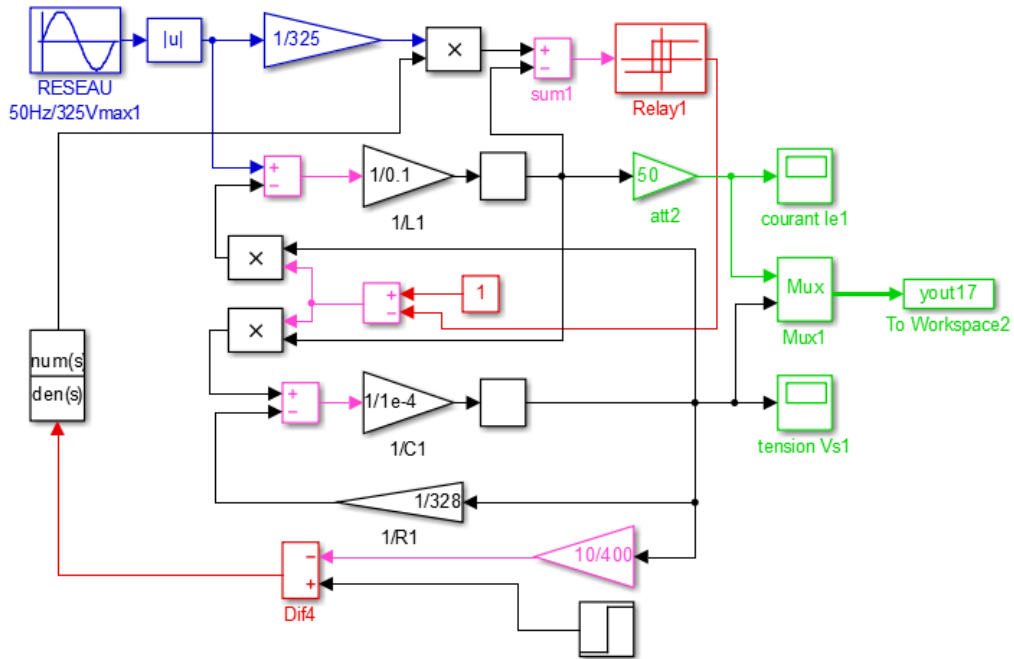 |u|
1/325
×
+
−
RESEAU
50Hz/325Vmax1
sum1
Relay1
+
−
1/0.1
50
1/L1
att2
courant Ie1
×
Mux
+
−
1
yout17
×
Mux1
To Workspace2
num(s)
den(s)
+
−
1/1e-4
1/C1
tension Vs1
1/328
1/R1
−
+
10/400
Dif4